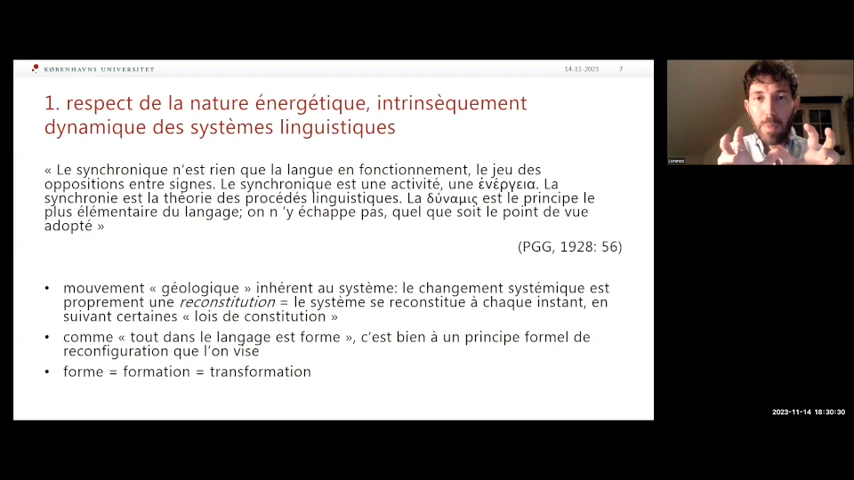 KØBENHAVNS UNIVERSITET
14-11-2023 7
1. respect de la nature énergétique, intrinsèquement
dynamique des systèmes linguistiques
« Le synchronique n'est rien que la langue en fonctionnement, le jeu des
oppositions entre signes. Le synchronique est une activité, une ἐνέργεια. La
synchronie est la théorie des procédés linguistiques. La δύναμις est le principe le
plus élémentaire du langage; on n 'y échappe pas, quel que soit le point de vue
adopté »
(PGG, 1928: 56)
• mouvement « géologique » inhérent au système: le changement systémique est
proprement une reconstitution = le système se reconstitue à chaque instant, en
suivant certaines « lois de constitution »
• comme « tout dans le langage est forme », c'est bien à un principe formel de
reconfiguration que l'on vise
• forme = formation = transformation
Lorenzo
2023-11-14 18:30:30